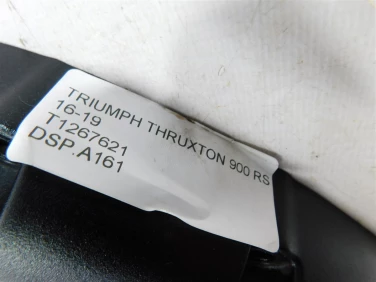 TRIUMPH THRUXTON 900 RS
16-19
T1267621
DSP.A161